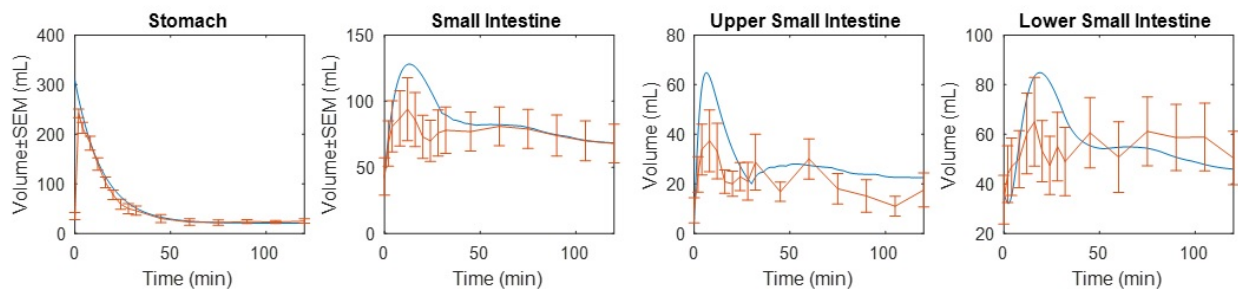 Stomach
Volume±SEM (mL)
400
300
200
100
0
0 50 100
Time (min)
Small Intestine
Volume±SEM (mL)
150
100
50
0
0 50 100
Time (min)
Upper Small Intestine
Volume (mL)
80
60
40
20
0
0 50 100
Time (min)
Lower Small Intestine
Volume (mL)
100
80
60
40
20
0 50 100
Time (min)